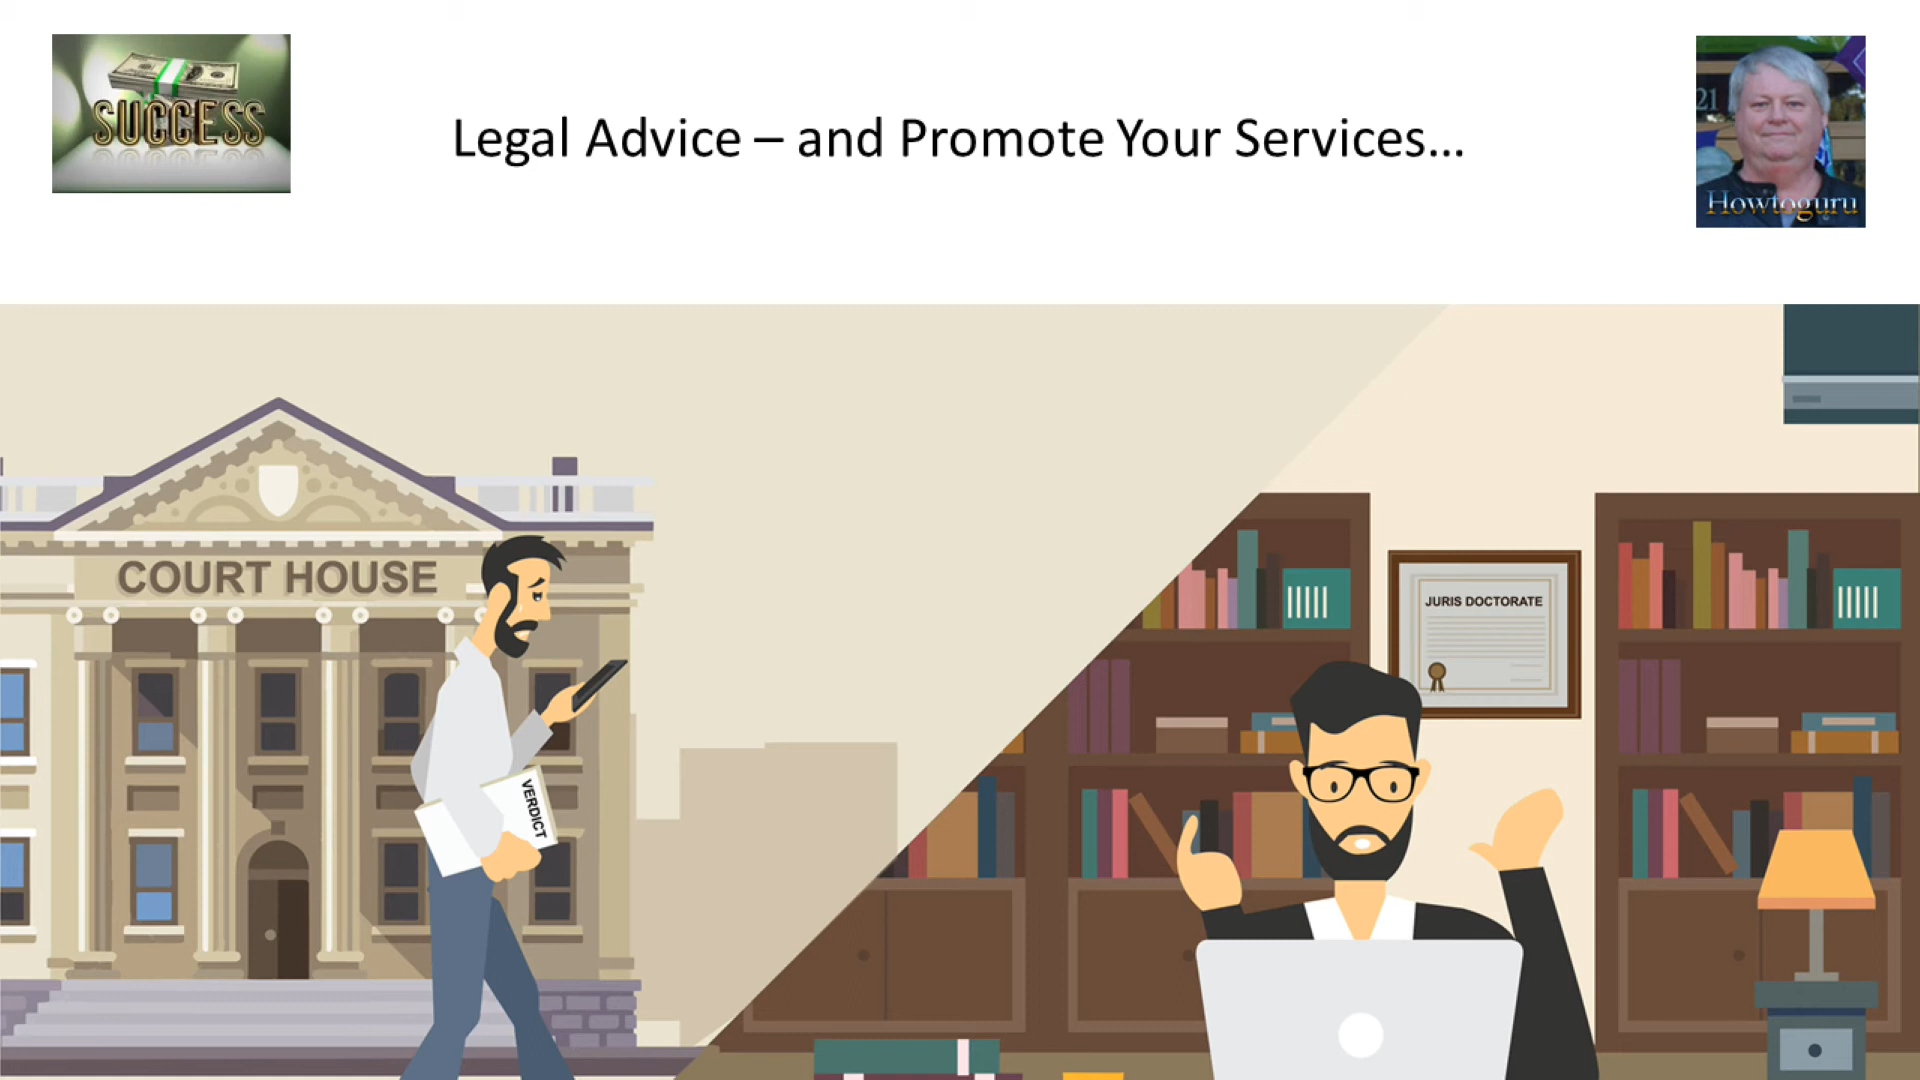 SUCCESS
Legal Advice – and Promote Your Services...
21
Howtoguru
COURT HOUSE
JURIS DOCTORATE
VERDICT